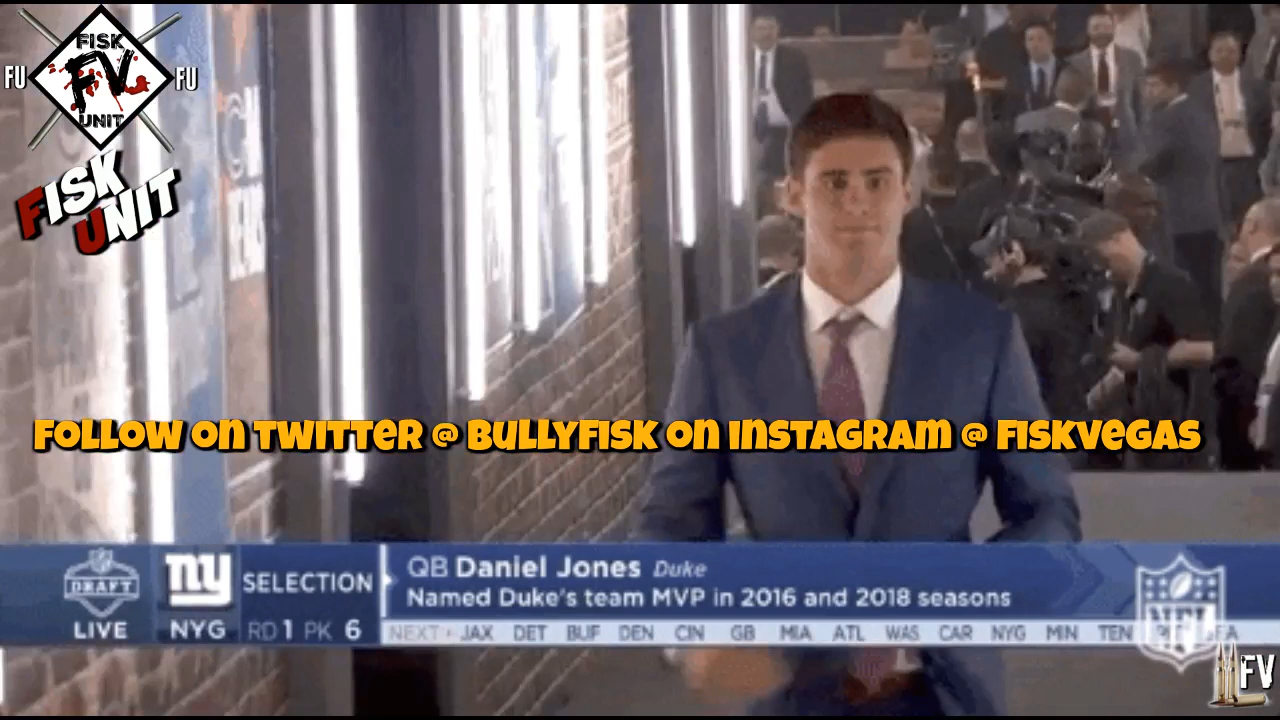 FISK
FU FV FU
UNIT
FISK
UNIT
FOLLOW ON TWITTER @ BULLYFISK ON INSTAGRAM @ FISKVEGAS
QB Daniel Jones Duke
DRAFT
ny SELECTION
Named Duke's team MVP in 2016 and 2018 seasons
LIVE NYG RD 1 PK 6
NEXT JAX DET BUF DEN CIN GB MIA ATL WAS CAR NYG MIN TEN
NFL
FV